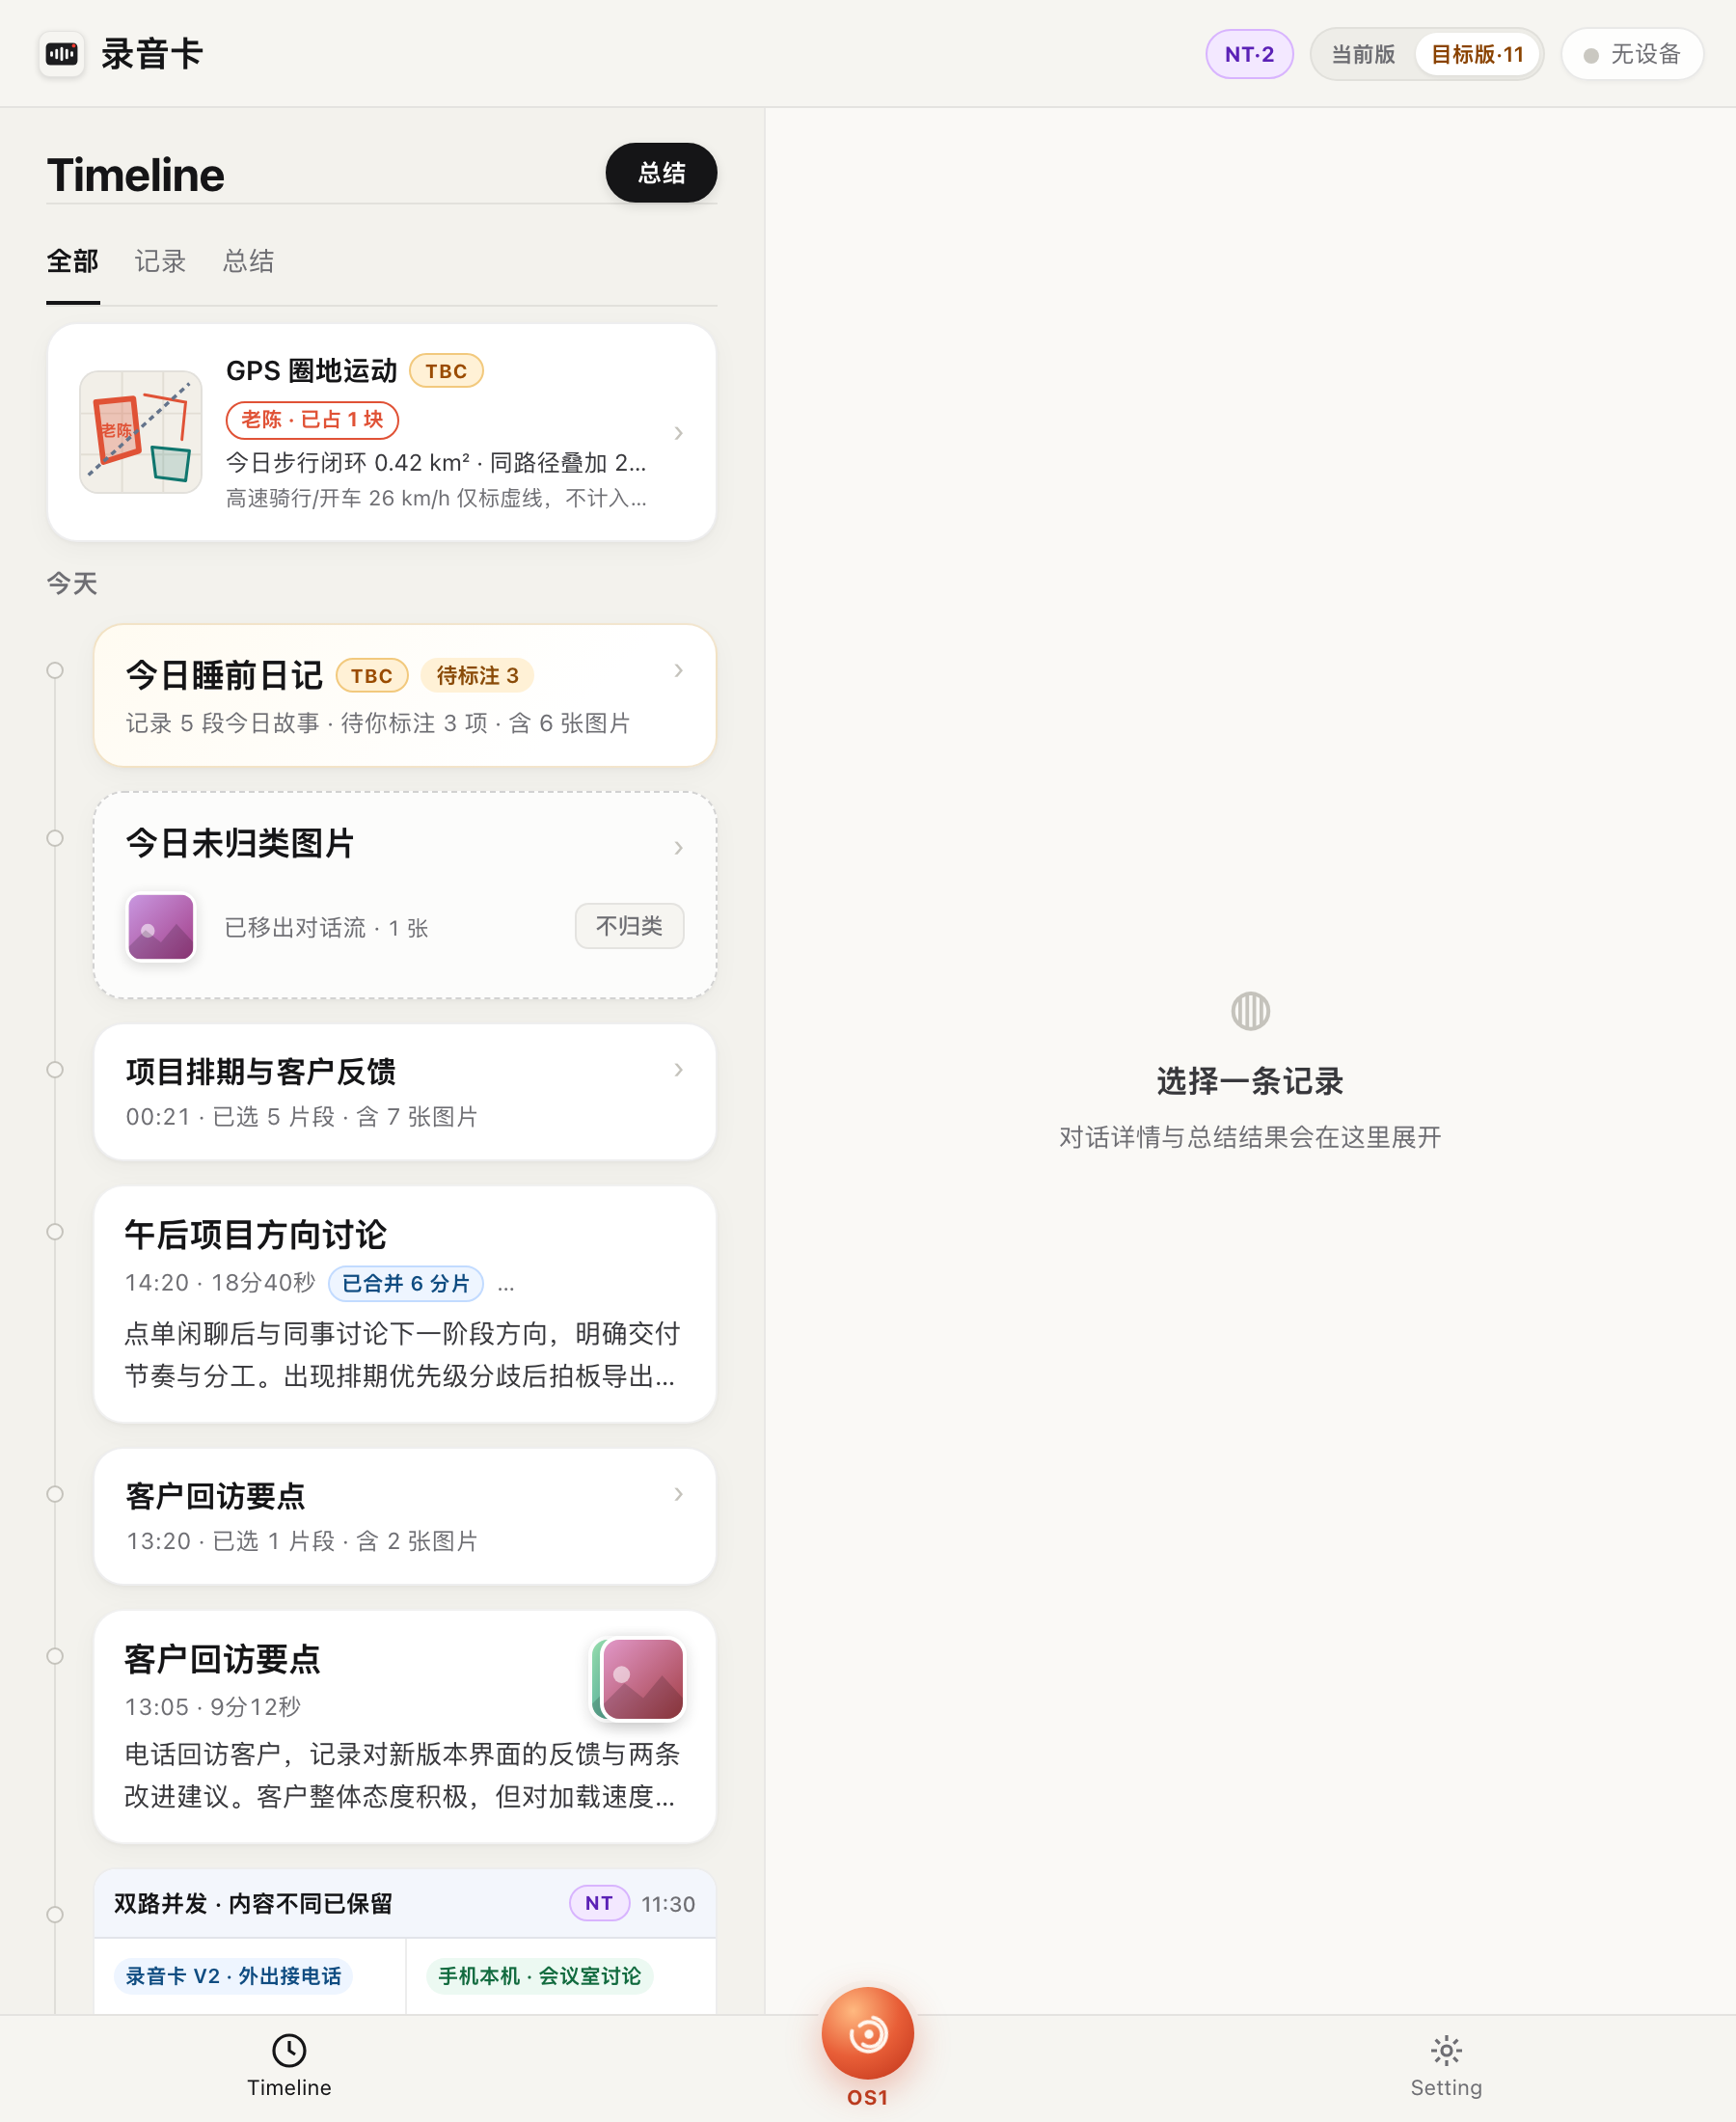 录音卡
NT·2
当前版
目标版·11
无设备
Timeline
总结
全部
记录
总结
GPS 圈地运动
TBC
老陈
老陈 · 已占 1 块
今日步行闭环 0.42 km² · 同路径叠加 2...
高速骑行/开车 26 km/h 仅标虚线，不计入...
今天
今日睡前日记
TBC
待标注 3
记录 5 段今日故事 · 待你标注 3 项 · 含 6 张图片
今日未归类图片
已移出对话流 · 1 张
不归类
项目排期与客户反馈
00:21 · 已选 5 片段 · 含 7 张图片
午后项目方向讨论
14:20 · 18分40秒
已合并 6 分片
...
点单闲聊后与同事讨论下一阶段方向，明确交付
节奏与分工。出现排期优先级分歧后拍板导出...
客户回访要点
13:20 · 已选 1 片段 · 含 2 张图片
客户回访要点
13:05 · 9分12秒
电话回访客户，记录对新版本界面的反馈与两条
改进建议。客户整体态度积极，但对加载速度...
双路并发 · 内容不同已保留
NT
11:30
录音卡 V2 · 外出接电话
手机本机 · 会议室讨论
选择一条记录
对话详情与总结结果会在这里展开
Timeline
OS1
Setting